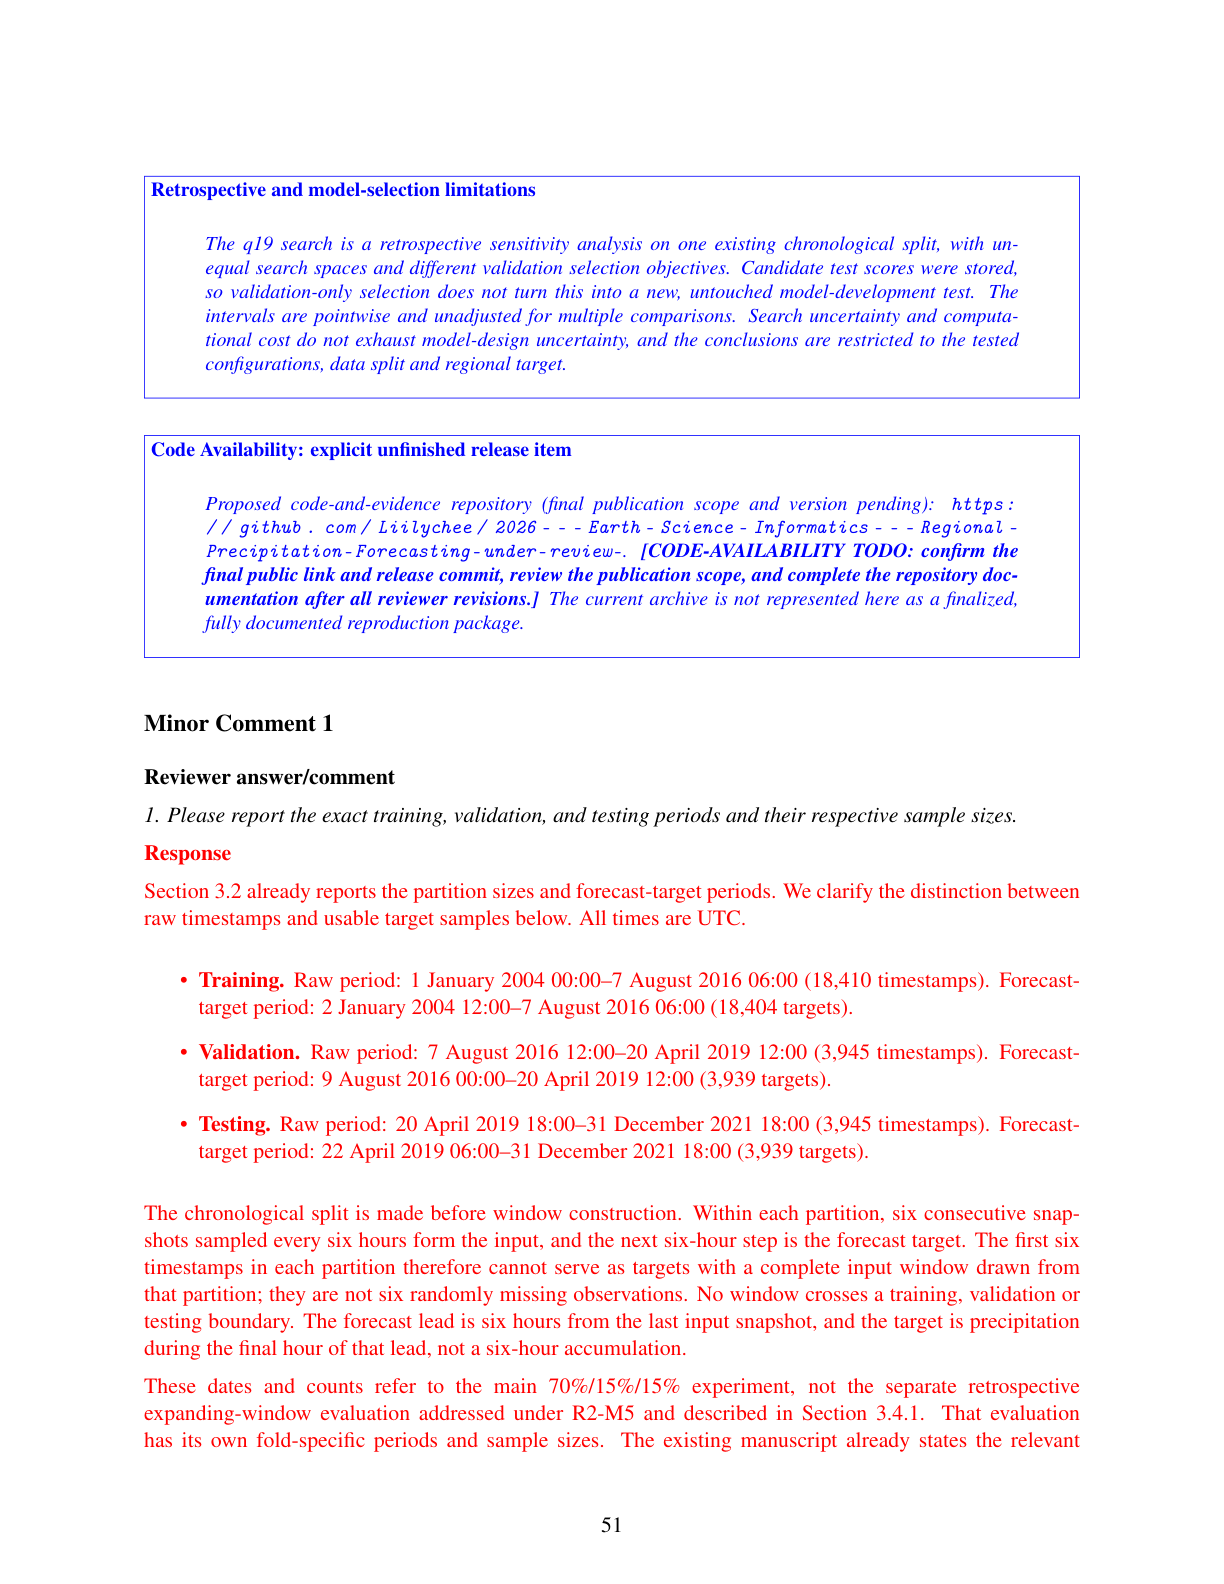 Retrospective and model-selection limitations
The q19 search is a retrospective sensitivity analysis on one existing chronological split, with un-
equal search spaces and different validation selection objectives. Candidate test scores were stored,
so validation-only selection does not turn this into a new, untouched model-development test. The
intervals are pointwise and unadjusted for multiple comparisons. Search uncertainty and computa-
tional cost do not exhaust model-design uncertainty, and the conclusions are restricted to the tested
configurations, data split and regional target.
Code Availability: explicit unfinished release item
Proposed code-and-evidence repository (final publication scope and version pending): https:
// github . com / Liilychee / 2026 - - - Earth - Science - Informatics - - - Regional -
Precipitation-Forecasting-under-review-. [CODE-AVAILABILITY TODO: confirm the
final public link and release commit, review the publication scope, and complete the repository doc-
umentation after all reviewer revisions.] The current archive is not represented here as a finalized,
fully documented reproduction package.
Minor Comment 1
Reviewer answer/comment
1. Please report the exact training, validation, and testing periods and their respective sample sizes.
Response
Section 3.2 already reports the partition sizes and forecast-target periods. We clarify the distinction between
raw timestamps and usable target samples below. All times are UTC.
• Training. Raw period: 1 January 2004 00:00–7 August 2016 06:00 (18,410 timestamps). Forecast-
target period: 2 January 2004 12:00–7 August 2016 06:00 (18,404 targets).
• Validation. Raw period: 7 August 2016 12:00–20 April 2019 12:00 (3,945 timestamps). Forecast-
target period: 9 August 2016 00:00–20 April 2019 12:00 (3,939 targets).
• Testing. Raw period: 20 April 2019 18:00–31 December 2021 18:00 (3,945 timestamps). Forecast-
target period: 22 April 2019 06:00–31 December 2021 18:00 (3,939 targets).
The chronological split is made before window construction. Within each partition, six consecutive snap-
shots sampled every six hours form the input, and the next six-hour step is the forecast target. The first six
timestamps in each partition therefore cannot serve as targets with a complete input window drawn from
that partition; they are not six randomly missing observations. No window crosses a training, validation or
testing boundary. The forecast lead is six hours from the last input snapshot, and the target is precipitation
during the final hour of that lead, not a six-hour accumulation.
These dates and counts refer to the main 70%/15%/15% experiment, not the separate retrospective
expanding-window evaluation addressed under R2-M5 and described in Section 3.4.1. That evaluation
has its own fold-specific periods and sample sizes. The existing manuscript already states the relevant
51